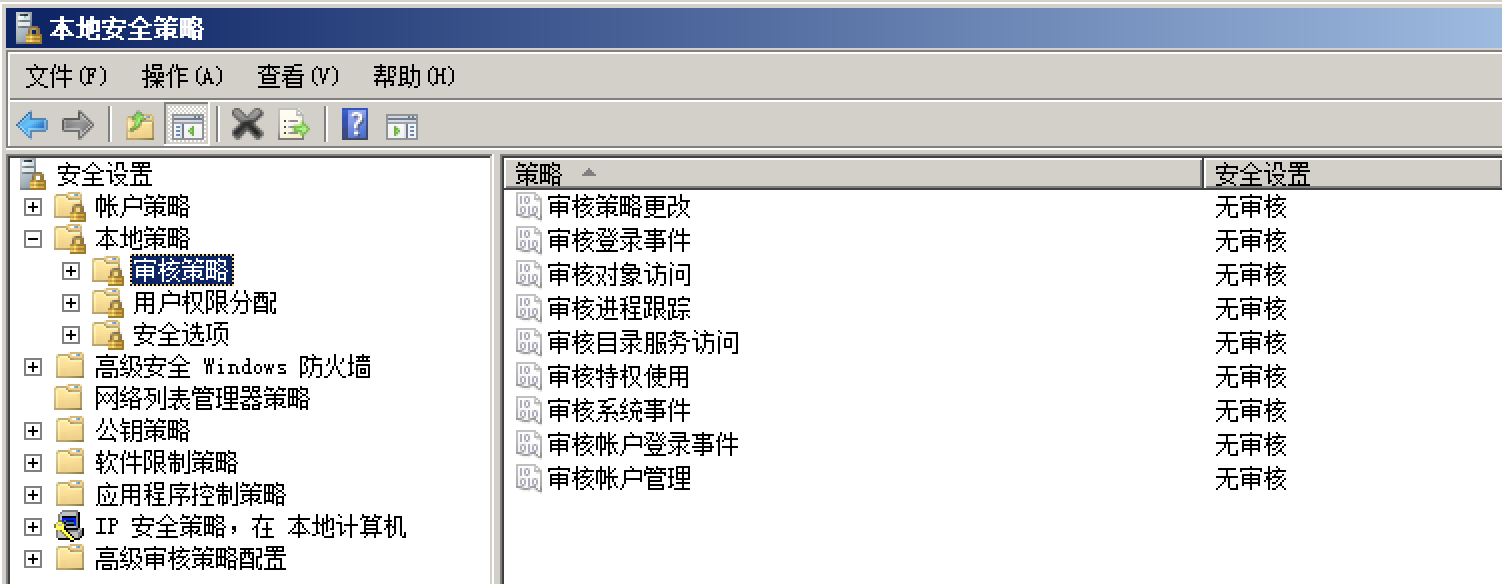 本地安全策略
文件(F) 操作(A) 查看(V) 帮助(H)
安全设置
帐户策略
本地策略
审核策略
用户权限分配
安全选项
高级安全 Windows 防火墙
网络列表管理器策略
公钥策略
软件限制策略
应用程序控制策略
IP 安全策略，在 本地计算机
高级审核策略配置
策略 安全设置
审核策略更改 无审核
审核登录事件 无审核
审核对象访问 无审核
审核进程跟踪 无审核
审核目录服务访问 无审核
审核特权使用 无审核
审核系统事件 无审核
审核帐户登录事件 无审核
审核帐户管理 无审核